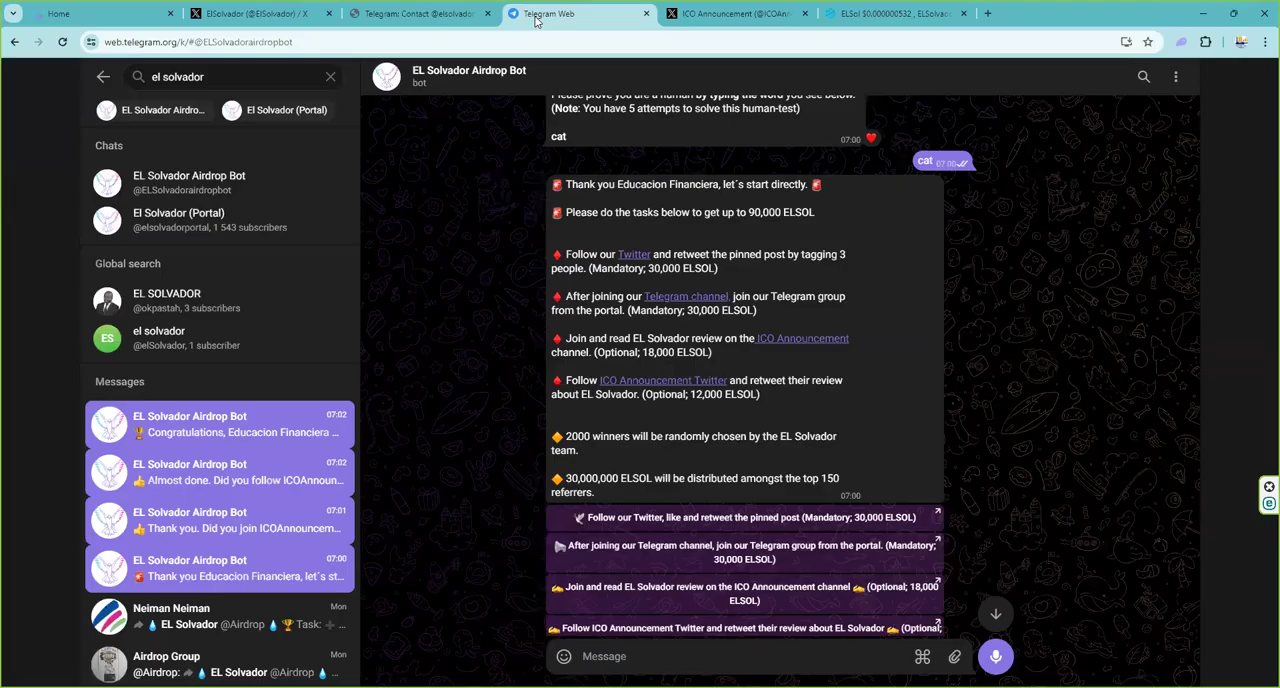 Home
ElSolvador (@ElSolvador) / X
Telegram: Contact @elsolvador
Telegram Web
ICO Announcement (@ICOAnn
ELSol $0,000000532 , ELSolvado
web.telegram.org/k/#@ELSolvadorairdropbot
el solvador
EL Solvador Airdro...
El Solvador (Portal)
Chats
EL Solvador Airdrop Bot
@ELSolvadorairdropbot
El Solvador (Portal)
@elsolvadorportal, 1 543 subscribers
Global search
EL SOLVADOR
@okpastah, 3 subscribers
ES
el solvador
@elSolvador, 1 subscriber
Messages
EL Solvador Airdrop Bot 07:02
🏆 Congratulations, Educacion Financiera ...
EL Solvador Airdrop Bot 07:02
👍 Almost done. Did you follow ICOAnnoun...
EL Solvador Airdrop Bot 07:01
👍 Thank you. Did you join ICOAnnouncem...
EL Solvador Airdrop Bot 07:00
🚨 Thank you Educacion Financiera, let´s st...
Neiman Neiman Mon
💧 EL Solvador @Airdrop 💧 🏆 Task: ➕ ...
Airdrop Group Mon
@Airdrop: 💧 EL Solvador @Airdrop 💧 ...
EL Solvador Airdrop Bot
bot
Please prove you are a human by typing the word you see below.
(Note: You have 5 attempts to solve this human-test)
cat
07:00 ❤️
cat 07:00
🚨 Thank you Educacion Financiera, let´s start directly. 🚨
🚨 Please do the tasks below to get up to 90,000 ELSOL
♦️ Follow our Twitter and retweet the pinned post by tagging 3
people. (Mandatory; 30,000 ELSOL)
♦️ After joining our Telegram channel, join our Telegram group
from the portal. (Mandatory; 30,000 ELSOL)
♦️ Join and read EL Solvador review on the ICO Announcement
channel. (Optional; 18,000 ELSOL)
♦️ Follow ICO Announcement Twitter and retweet their review
about EL Solvador. (Optional; 12,000 ELSOL)
🔶 2000 winners will be randomly chosen by the EL Solvador
team.
🔶 30,000,000 ELSOL will be distributed amongst the top 150
referrers.
07:00
🕊 Follow our Twitter, like and retweet the pinned post (Mandatory; 30,000 ELSOL)
📢 After joining our Telegram channel, join our Telegram group from the portal. (Mandatory;
30,000 ELSOL)
✍️ Join and read EL Solvador review on the ICO Announcement channel ✍️ (Optional; 18,000
ELSOL)
✍️ Follow ICO Announcement Twitter and retweet their review about EL Solvador ✍️ (Optional;
Message